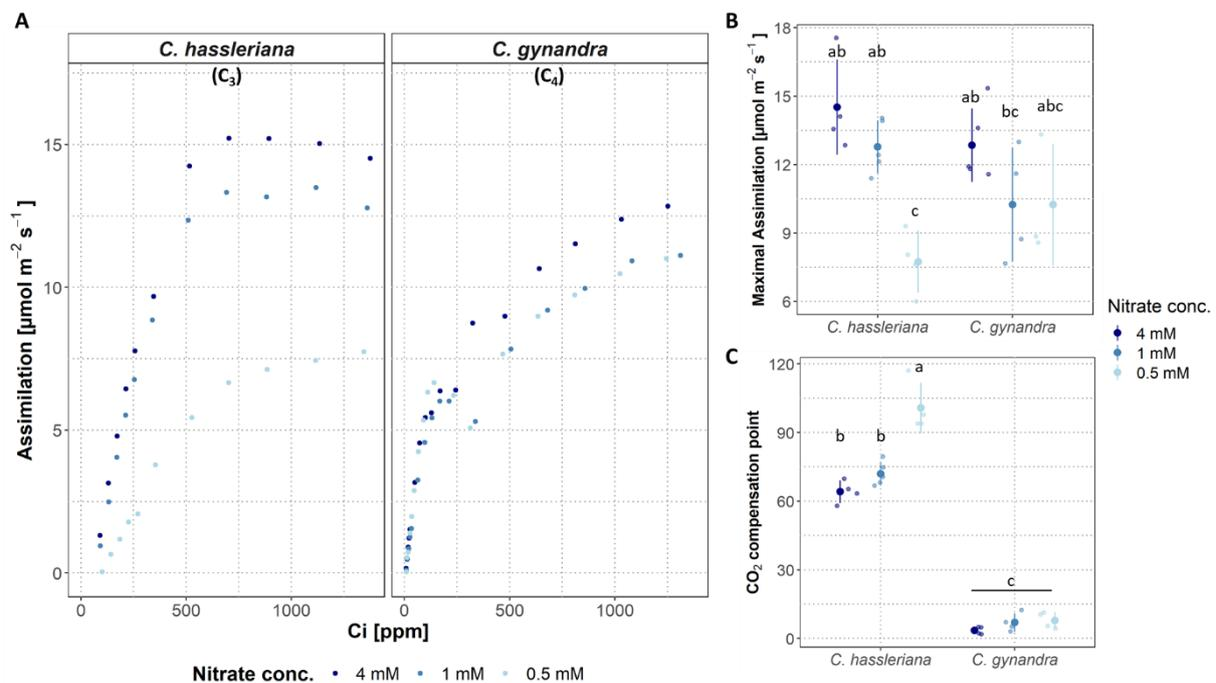 A
C. hassleriana
C. gynandra
(C₃)
(C₄)
Assimilation [µmol m⁻² s⁻¹ ]
15
10
5
0
0
500
1000
0
500
1000
Ci [ppm]
Nitrate conc.
4 mM
1 mM
0.5 mM
B
Maximal Assimilation [µmol m⁻² s⁻¹ ]
18
15
12
9
6
ab
ab
c
ab
bc
abc
C. hassleriana
C. gynandra
Nitrate conc.
4 mM
1 mM
0.5 mM
C
CO₂ compensation point
120
90
60
30
0
b
b
a
c
C. hassleriana
C. gynandra